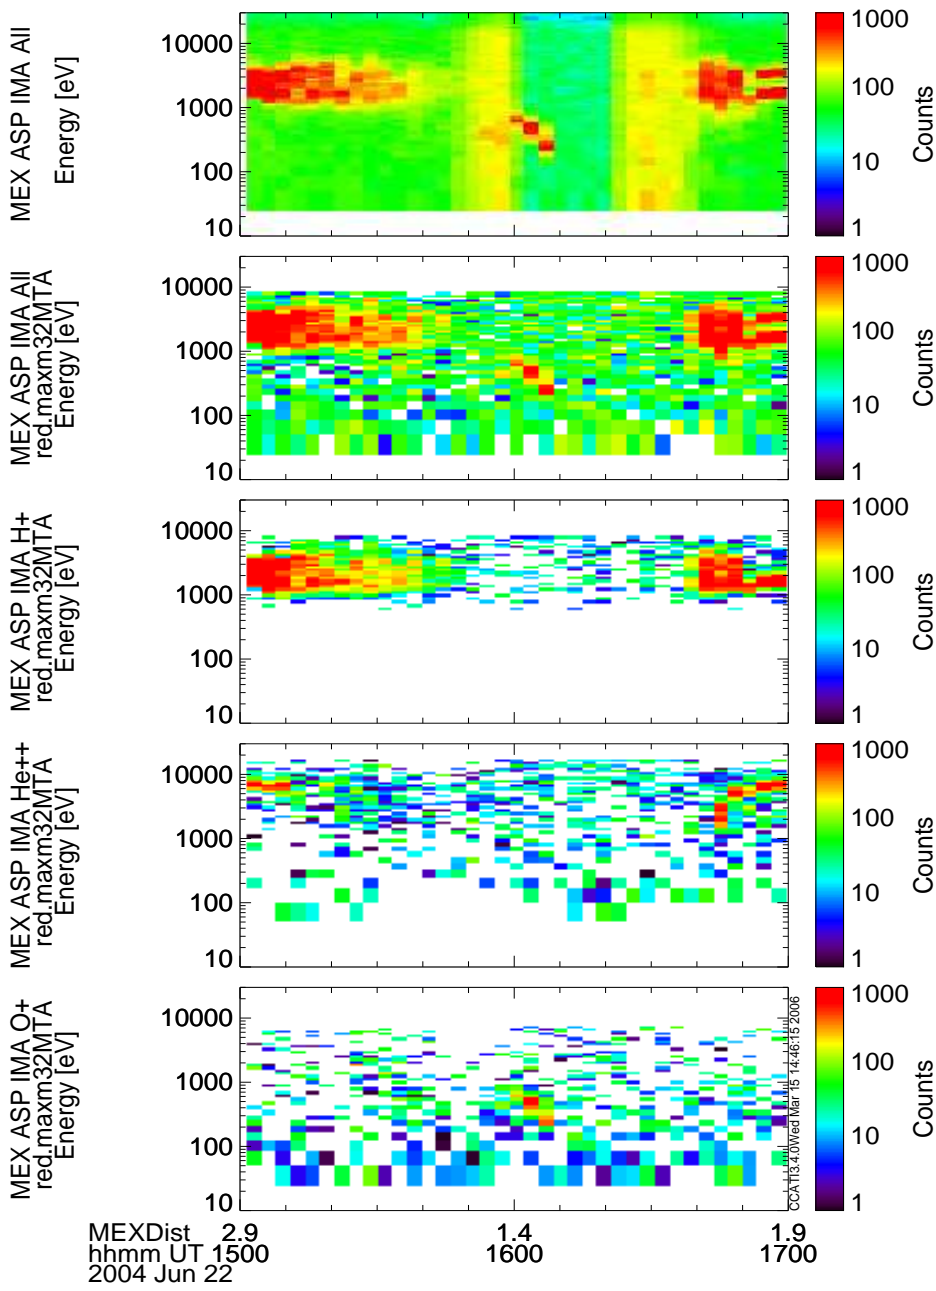 MEX ASP IMA All
Energy [eV]
10000
1000
100
10
1000
100
10
1
Counts
MEX ASP IMA All
red.maxm32MTA
Energy [eV]
10000
1000
100
10
1000
100
10
1
Counts
MEX ASP IMA H+
red.maxm32MTA
Energy [eV]
10000
1000
100
10
1000
100
10
1
Counts
MEX ASP IMA He++
red.maxm32MTA
Energy [eV]
10000
1000
100
10
1000
100
10
1
Counts
MEX ASP IMA O+
red.maxm32MTA
Energy [eV]
10000
1000
100
10
1000
100
10
1
Counts
CCATI3.4.0Wed Mar 15 14:46:15 2006
MEXDist 2.9 1.4 1.9
hhmm UT 1500 1600 1700
2004 Jun 22